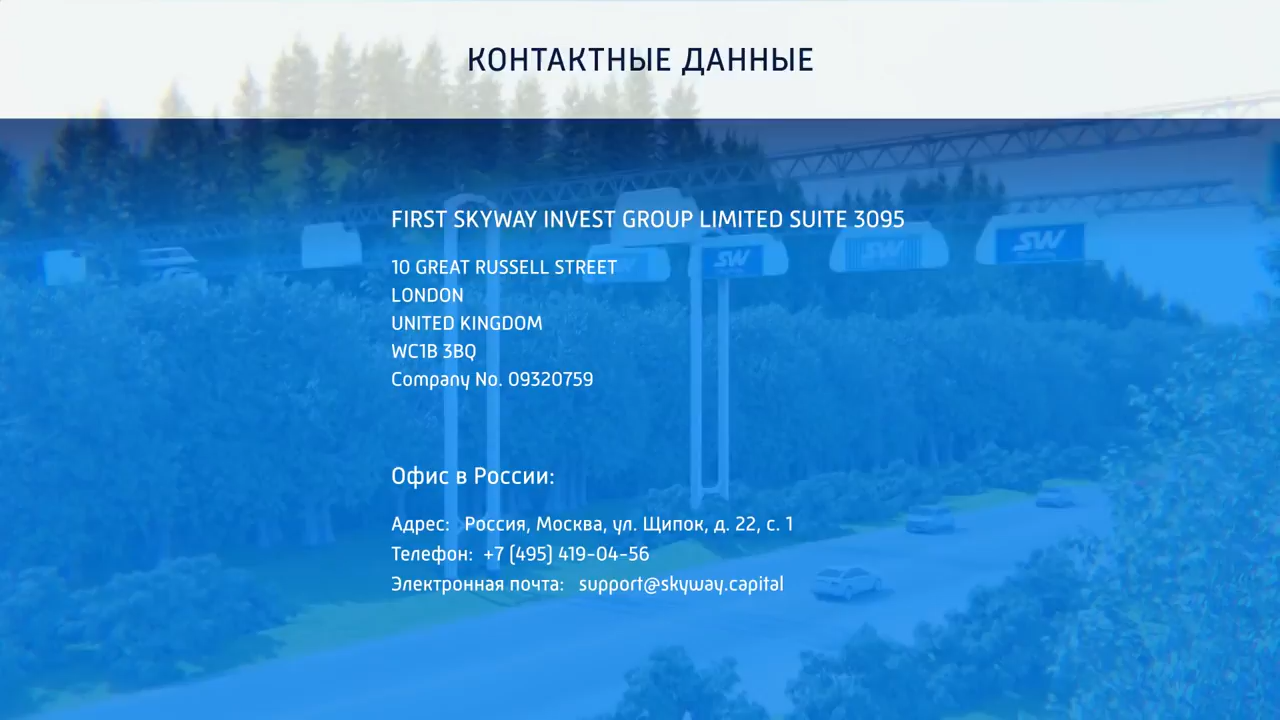 КОНТАКТНЫЕ ДАННЫЕ
FIRST SKYWAY INVEST GROUP LIMITED SUITE 3095
10 GREAT RUSSELL STREET
LONDON
UNITED KINGDOM
WC1B 3BQ
Company No. 09320759
SW
SW
Офис в России:
Адрес: Россия, Москва, ул. Щипок, д. 22, с. 1
Телефон: +7 (495) 419-04-56
Электронная почта: support@skyway.capital